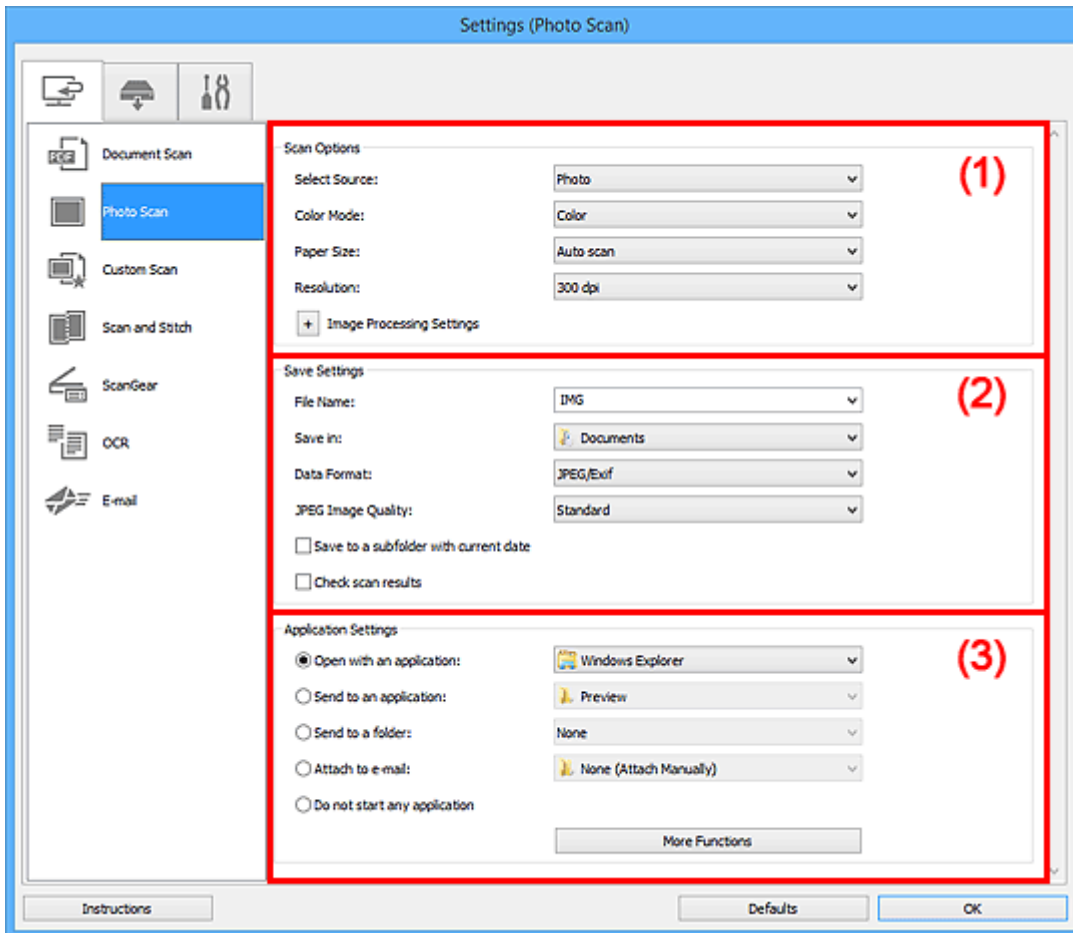 Settings (Photo Scan)
Document Scan
Photo Scan
Custom Scan
Scan and Stitch
ScanGear
OCR
E-mail
Scan Options
(1)
Select Source: Photo
Color Mode: Color
Paper Size: Auto scan
Resolution: 300 dpi
+ Image Processing Settings
Save Settings
(2)
File Name: IMG
Save in: Documents
Data Format: JPEG/Exif
JPEG Image Quality: Standard
Save to a subfolder with current date
Check scan results
Application Settings
(3)
Open with an application: Windows Explorer
Send to an application: Preview
Send to a folder: None
Attach to e-mail: None (Attach Manually)
Do not start any application
More Functions
Instructions Defaults OK